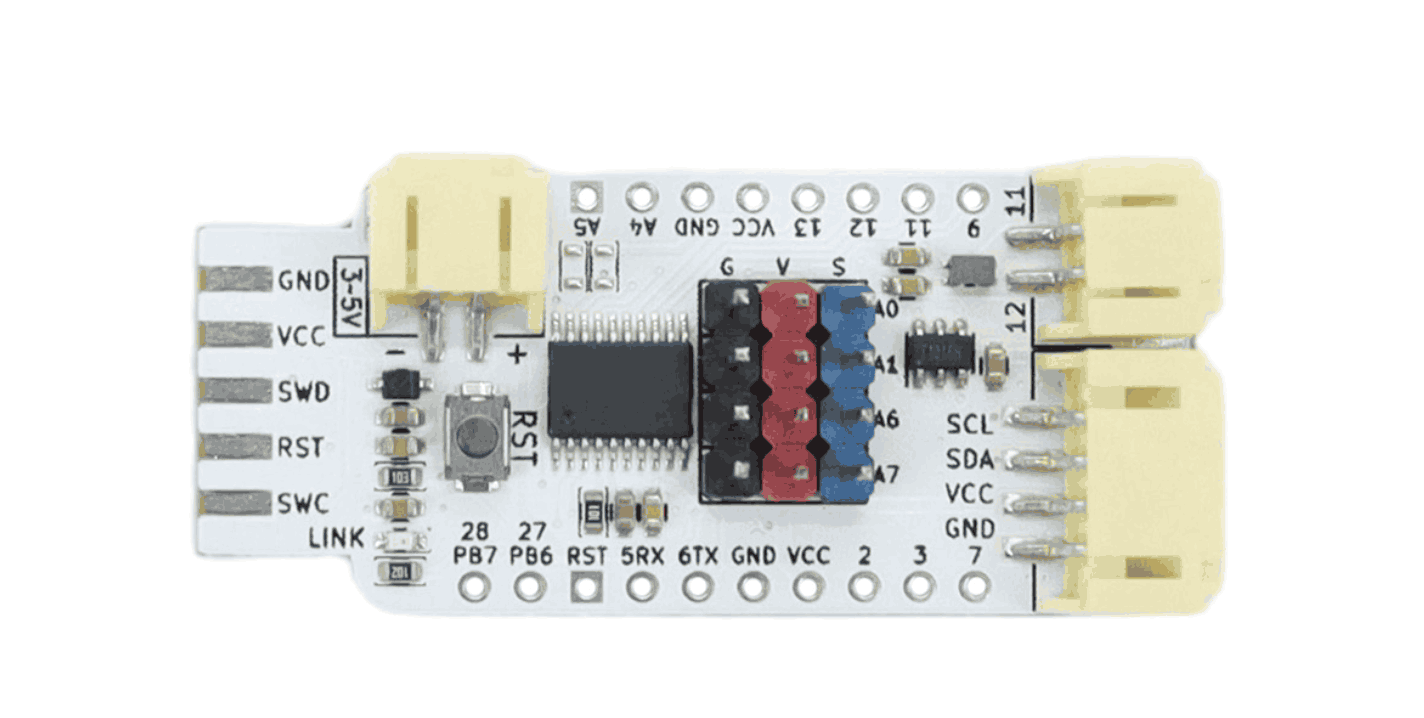 A5 A4 GND VCC 13 12 11 9
11
12
3-5V
- +
G V S
A0
A1
A6
A7
GND
VCC
SWD
RST
SWC
LINK
RST
103
102
SCL
SDA
VCC
GND
28 27
PB7 PB6 RST 5RX 6TX GND VCC 2 3 7